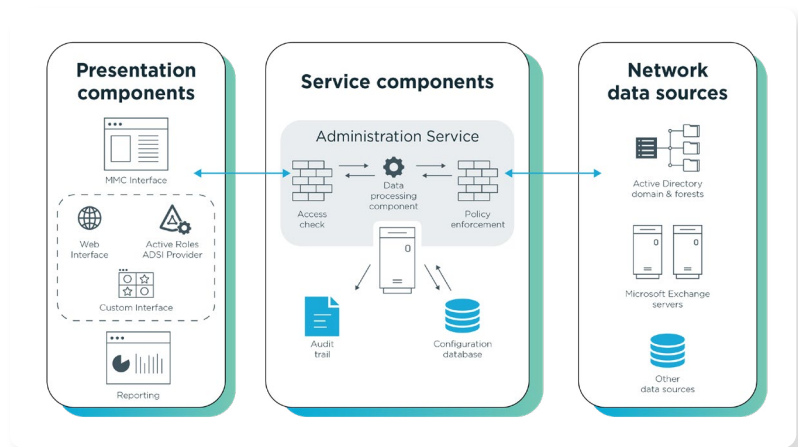 Presentation
components
MMC Interface
Web
Interface
Active Roles
ADSI Provider
Custom Interface
Reporting
Service components
Administration Service
Access
check
Data
processing
component
Policy
enforcement
Audit
trail
Configuration
database
Network
data sources
Active Directory
domain & forests
Microsoft Exchange
servers
Other
data sources